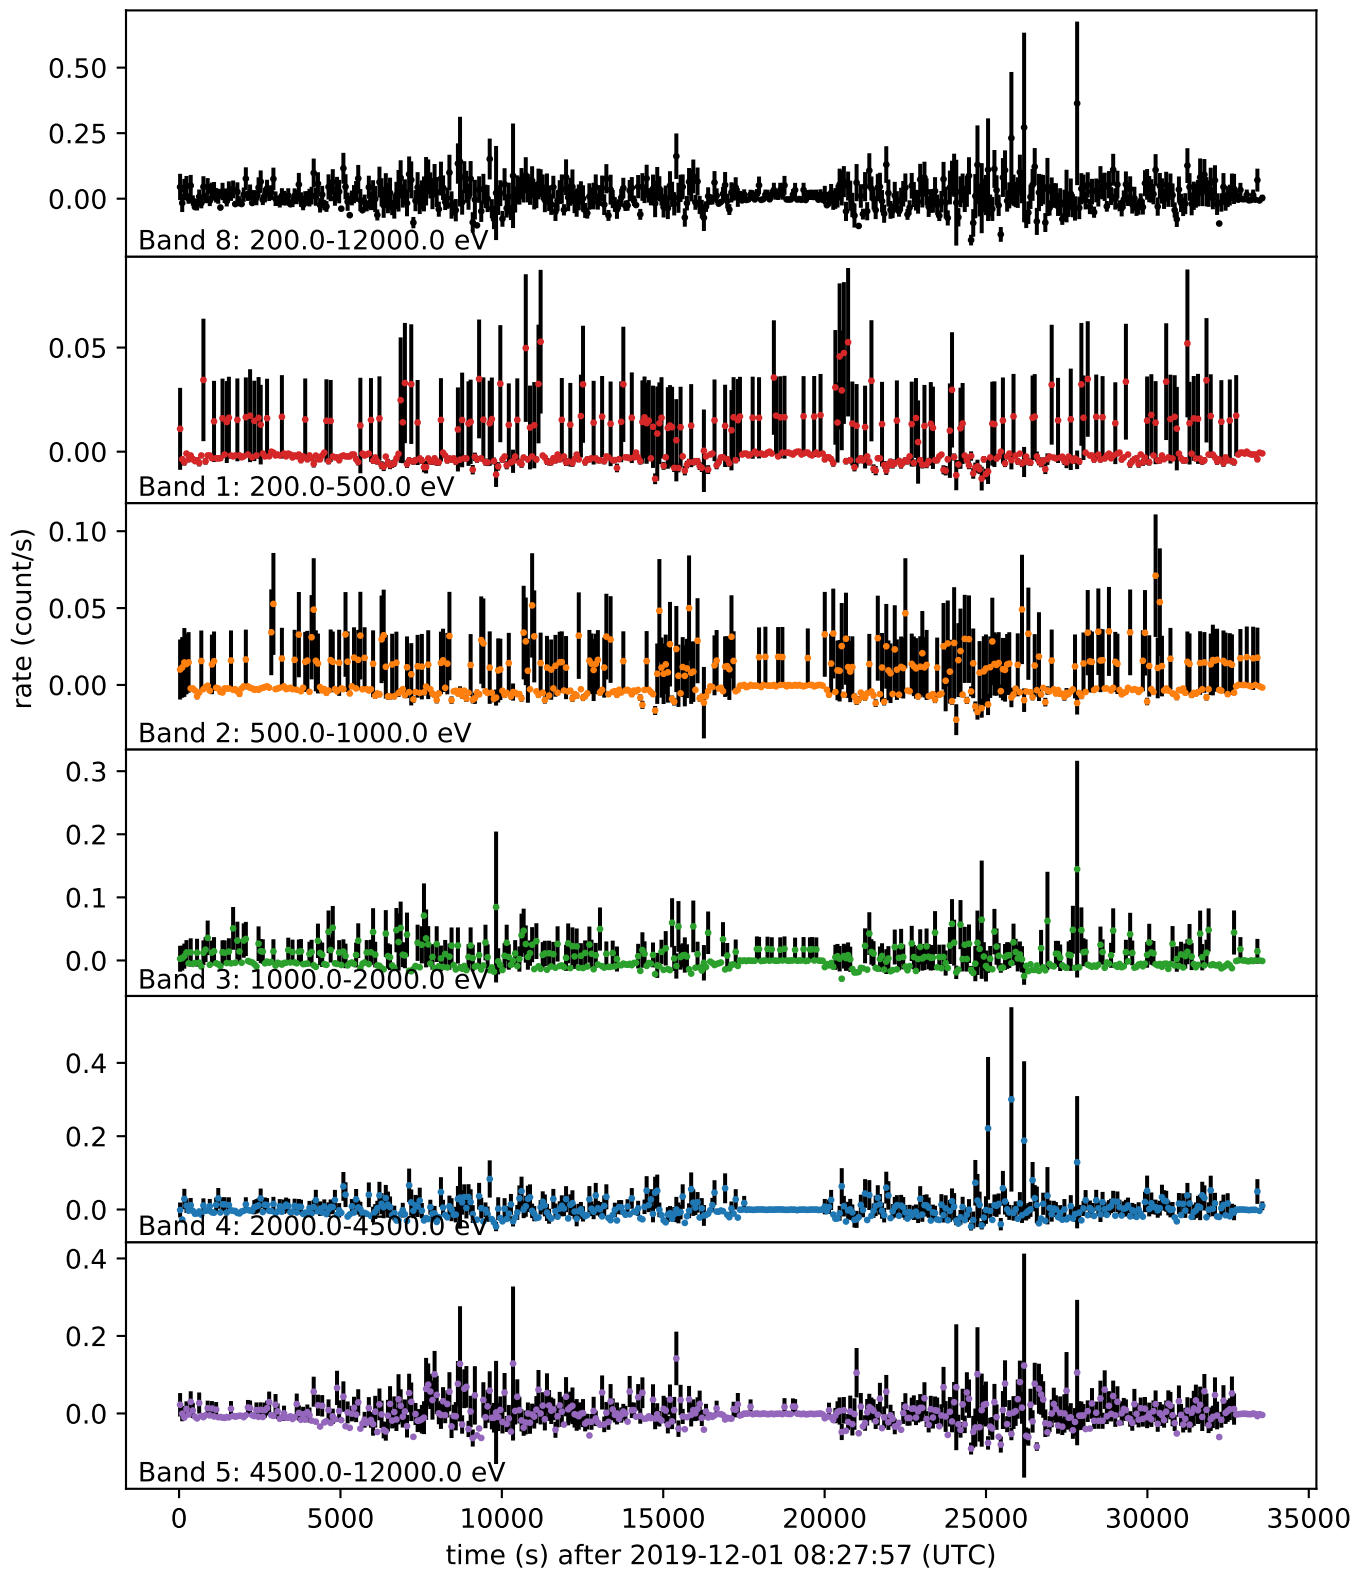 0.50
0.25
0.00
Band 8: 200.0-12000.0 eV
0.05
0.00
Band 1: 200.0-500.0 eV
0.10
0.05
0.00
Band 2: 500.0-1000.0 eV
rate (count/s)
0.3
0.2
0.1
0.0
Band 3: 1000.0-2000.0 eV
0.4
0.2
0.0
Band 4: 2000.0-4500.0 eV
0.4
0.2
0.0
Band 5: 4500.0-12000.0 eV
0 5000 10000 15000 20000 25000 30000 35000
time (s) after 2019-12-01 08:27:57 (UTC)